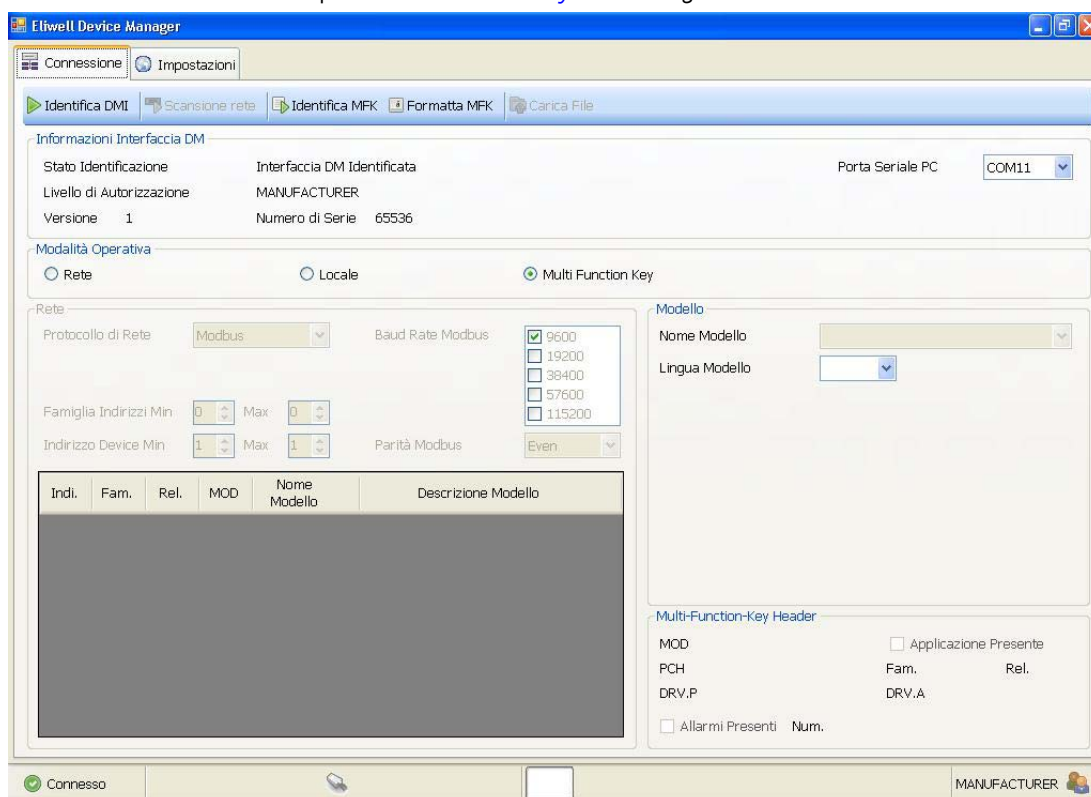 Eliwell Device Manager
Connessione Impostazioni
Identifica DMI Scansione rete Identifica MFK Formatta MFK Carica File
Informazioni Interfaccia DM
Stato Identificazione Interfaccia DM Identificata Porta Seriale PC COM11
Livello di Autorizzazione MANUFACTURER
Versione 1 Numero di Serie 65536
Modalità Operativa
Rete Locale Multi Function Key
Rete
Protocollo di Rete Modbus Baud Rate Modbus 9600
19200
38400
57600
115200
Famiglia Indirizzi Min 0 Max 0
Indirizzo Device Min 1 Max 1 Parità Modbus Even
Indi. Fam. Rel. MOD Nome Modello Descrizione Modello
Modello
Nome Modello
Lingua Modello
Multi-Function-Key Header
MOD Applicazione Presente
PCH Fam. Rel.
DRV.P DRV.A
Allarmi Presenti Num.
Connesso MANUFACTURER